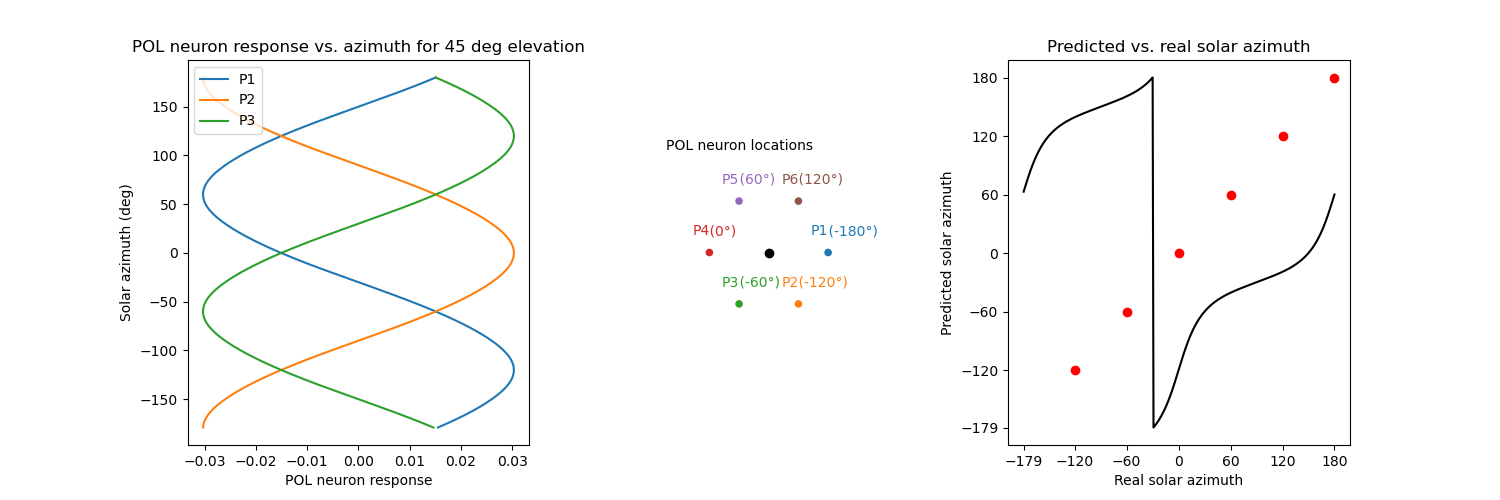 POL neuron response vs. azimuth for 45 deg elevation
P1
P2
P3
Solar azimuth (deg)
150
100
50
0
−50
−100
−150
−0.03 −0.02 −0.01 0.00 0.01 0.02 0.03
POL neuron response
POL neuron locations
P5(60°) P6(120°)
P4(0°) P1(-180°)
P3(-60°) P2(-120°)
Predicted vs. real solar azimuth
Predicted solar azimuth
180
120
60
0
−60
−120
−179
−179 −120 −60 0 60 120 180
Real solar azimuth